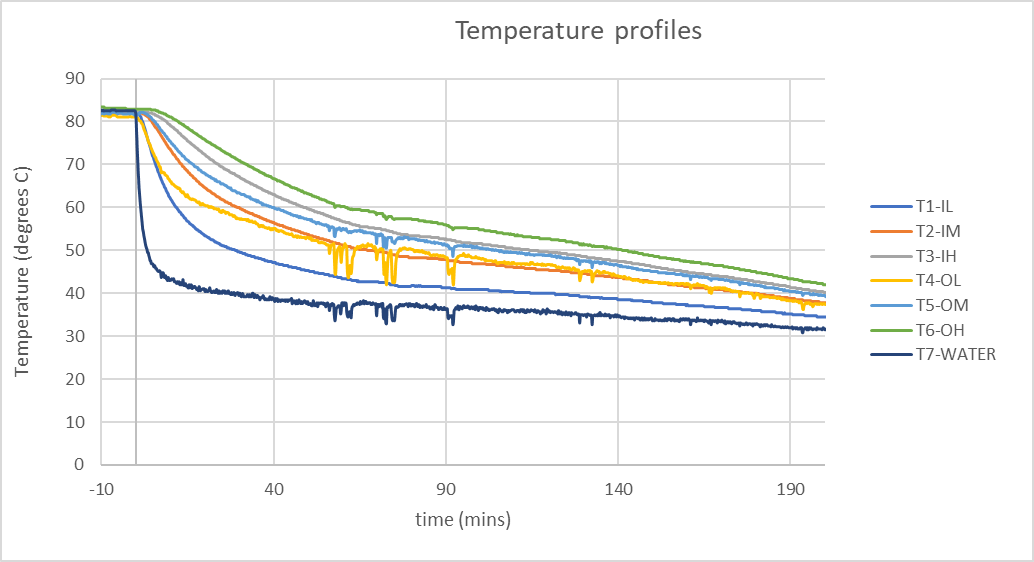 Temperature profiles
Temperature (degrees C)
90
80
70
60
50
40
30
20
10
0
-10 40 90 140 190
time (mins)
T1-IL
T2-IM
T3-IH
T4-OL
T5-OM
T6-OH
T7-WATER